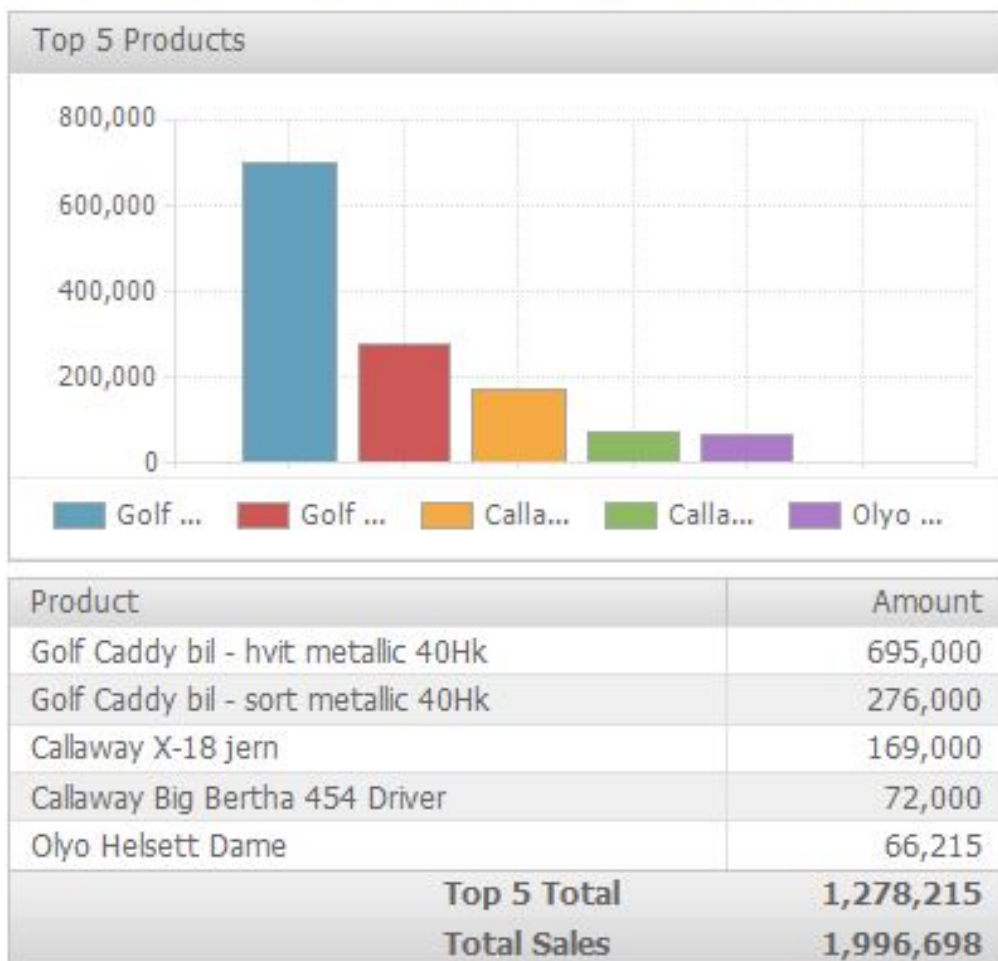 Top 5 Products
800,000
600,000
400,000
200,000
0
Golf ... Golf ... Calla... Calla... Olyo ...
Product Amount
Golf Caddy bil - hvit metallic 40Hk 695,000
Golf Caddy bil - sort metallic 40Hk 276,000
Callaway X-18 jern 169,000
Callaway Big Bertha 454 Driver 72,000
Olyo Helsett Dame 66,215
Top 5 Total 1,278,215
Total Sales 1,996,698